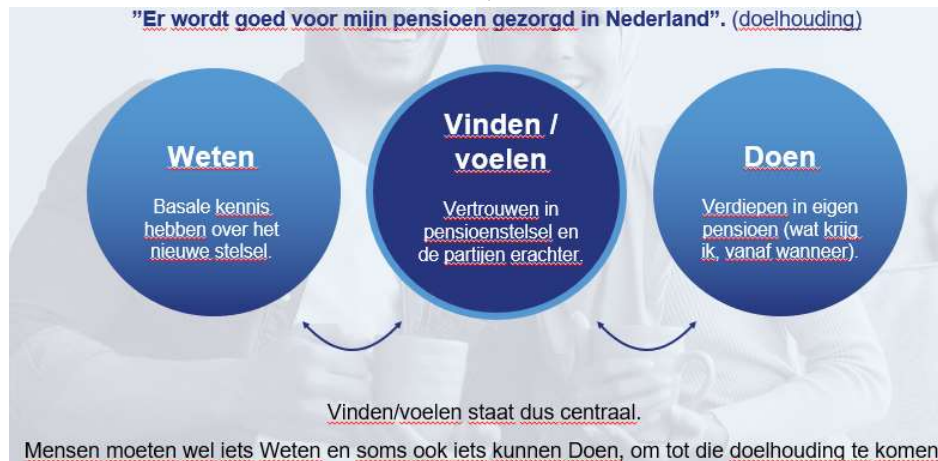 ”Er wordt goed voor mijn pensioen gezorgd in Nederland”. (doelhouding)
Weten
Basale kennis
hebben over het
nieuwe stelsel.
Vinden /
voelen
Vertrouwen in
pensioenstelsel en
de partijen erachter.
Doen
Verdiepen in eigen
pensioen (wat krijg
ik, vanaf wanneer).
Vinden/voelen staat dus centraal.
Mensen moeten wel iets Weten en soms ook iets kunnen Doen, om tot die doelhouding te komen